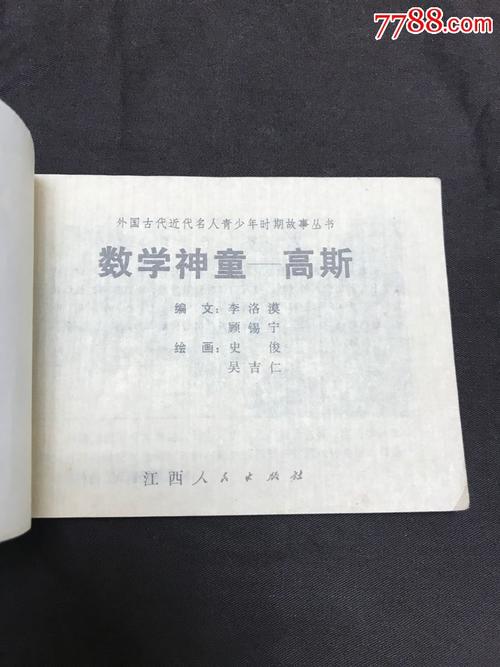 7788.com
外国古代近代名人青少年时期故事丛书
数学神童—高斯
编 文：李洛漠
顾锡宁
绘画：史 俊
吴吉仁
江西人民出版社